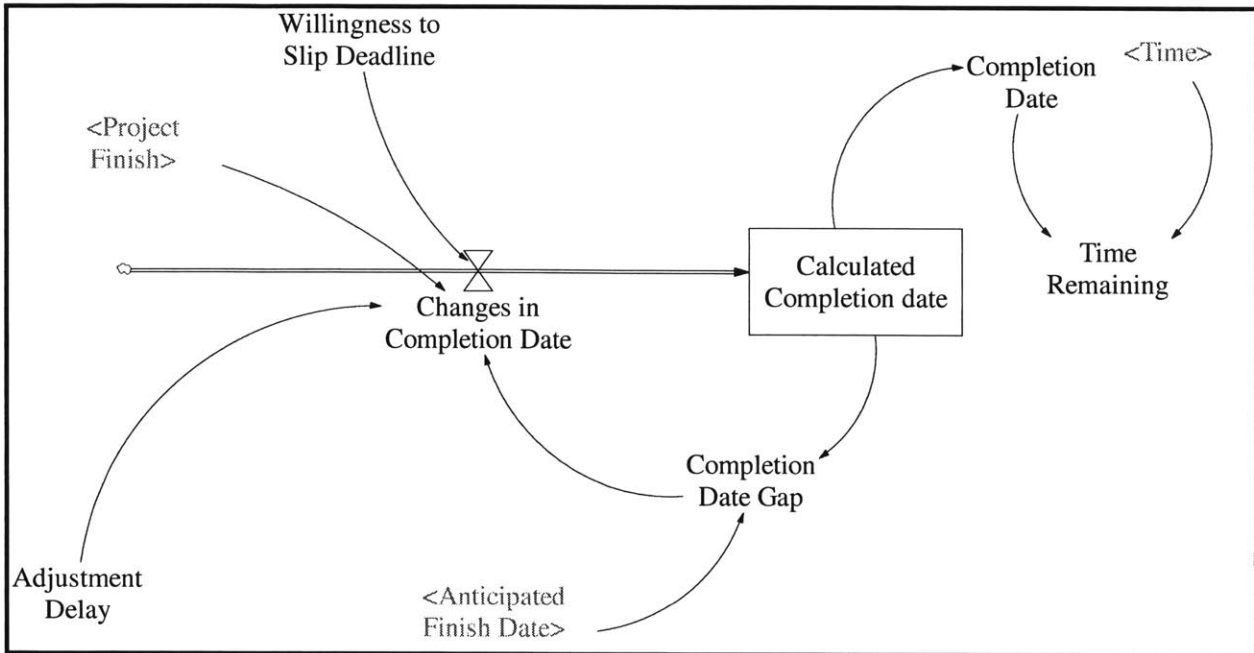 Willingness to
Slip Deadline
Completion
Date
<Time>
<Project
Finish>
Calculated
Completion date
Time
Remaining
Changes in
Completion Date
Completion
Date Gap
Adjustment
Delay
<Anticipated
Finish Date>